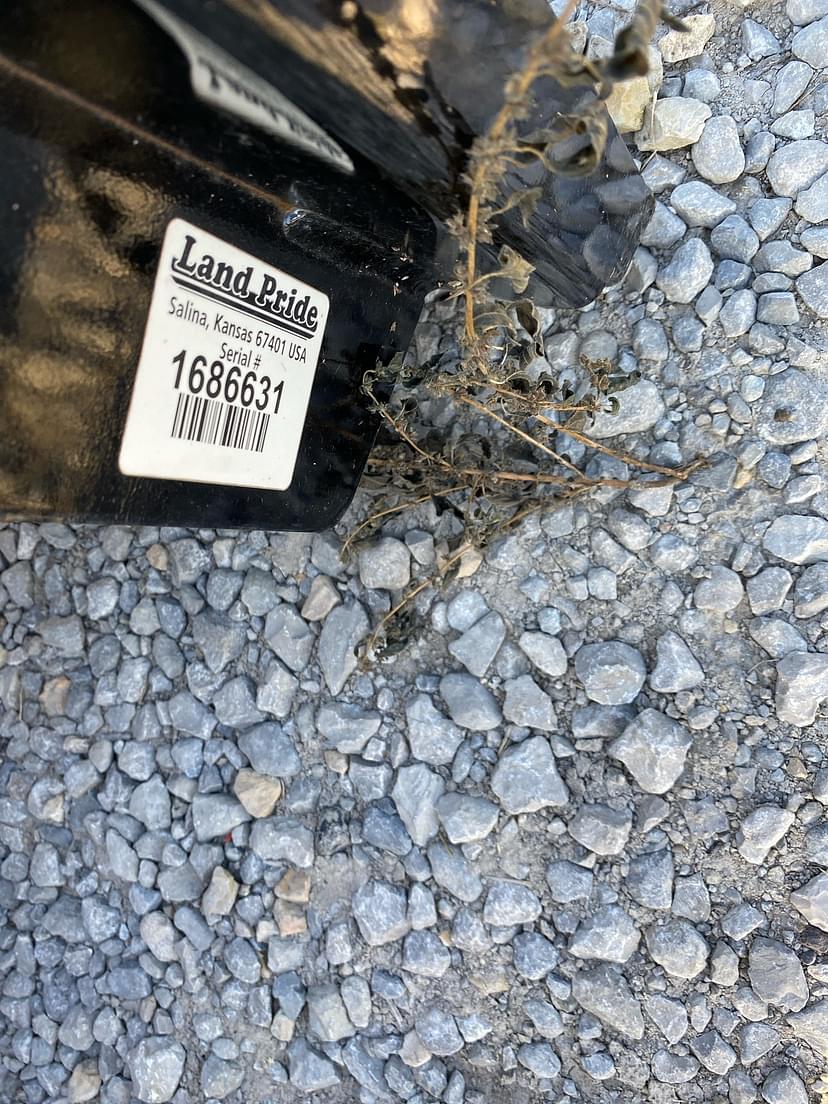 Land Pride
Salina, Kansas 67401 USA
Serial #
1686631